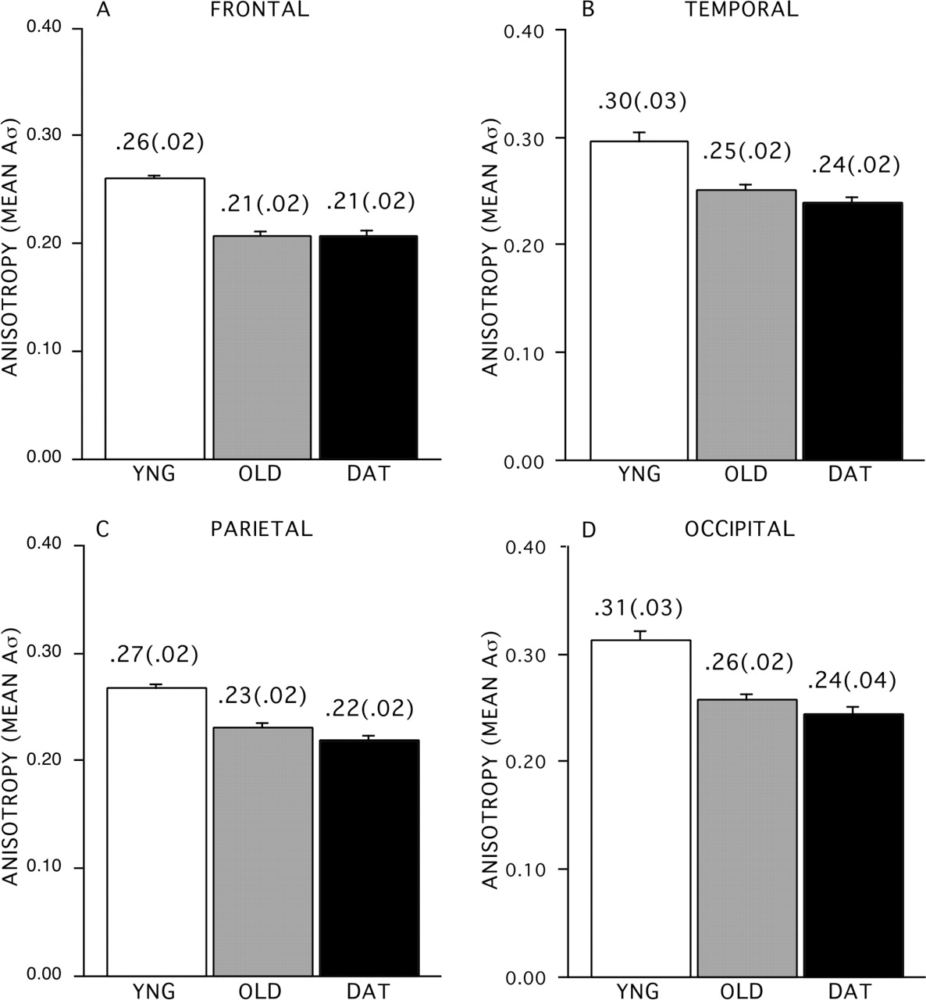 A FRONTAL
ANISOTROPY (MEAN Aσ)
0.40
0.30
0.20
0.10
0.00
.26(.02)
.21(.02)
.21(.02)
YNG OLD DAT
B TEMPORAL
ANISOTROPY (MEAN Aσ)
0.40
0.30
0.20
0.10
0.00
.30(.03)
.25(.02)
.24(.02)
YNG OLD DAT
C PARIETAL
ANISOTROPY (MEAN Aσ)
0.40
0.30
0.20
0.10
0.00
.27(.02)
.23(.02)
.22(.02)
YNG OLD DAT
D OCCIPITAL
ANISOTROPY (MEAN Aσ)
0.40
0.30
0.20
0.10
0.00
.31(.03)
.26(.02)
.24(.04)
YNG OLD DAT